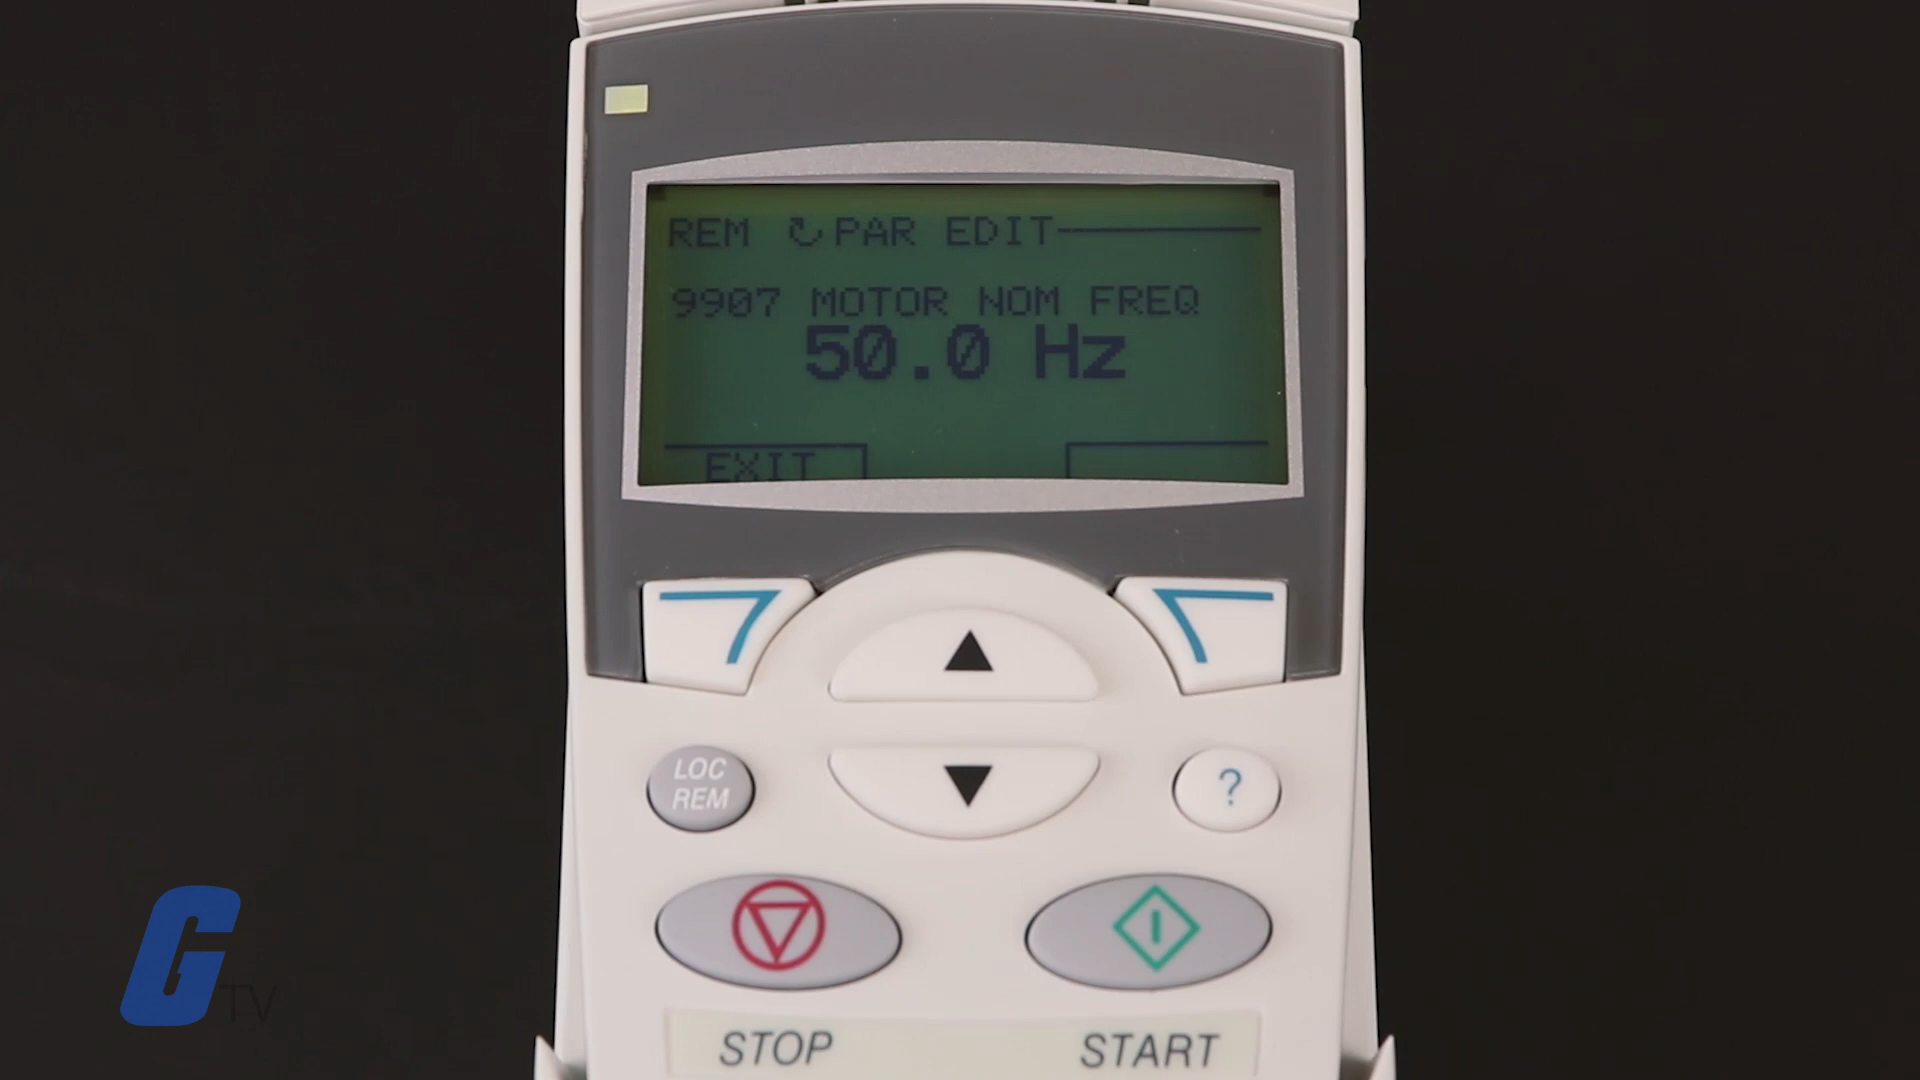 REM ↻ PAR EDIT
9907 MOTOR NOM FREQ
50.0 Hz
EXIT
LOC
REM
?
G TV
STOP START